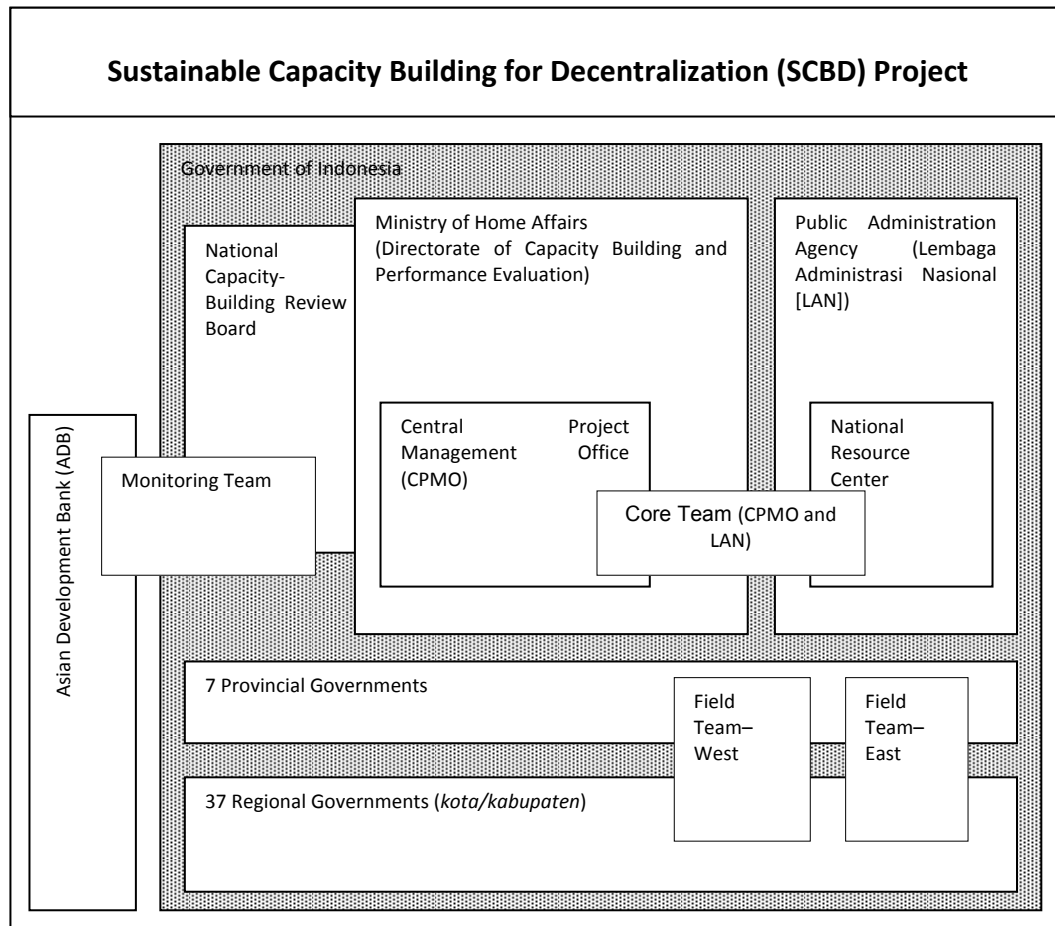 Sustainable Capacity Building for Decentralization (SCBD) Project
Government of Indonesia
National
Capacity-
Building Review
Board
Ministry of Home Affairs
(Directorate of Capacity Building and
Performance Evaluation)
Public Administration
Agency (Lembaga
Administrasi Nasional
[LAN])
Asian Development Bank (ADB)
Monitoring Team
Central Project
Management Office
(CPMO)
Core Team (CPMO and
LAN)
National
Resource
Center
7 Provincial Governments
Field
Team–
West
Field
Team–
East
37 Regional Governments (kota/kabupaten)